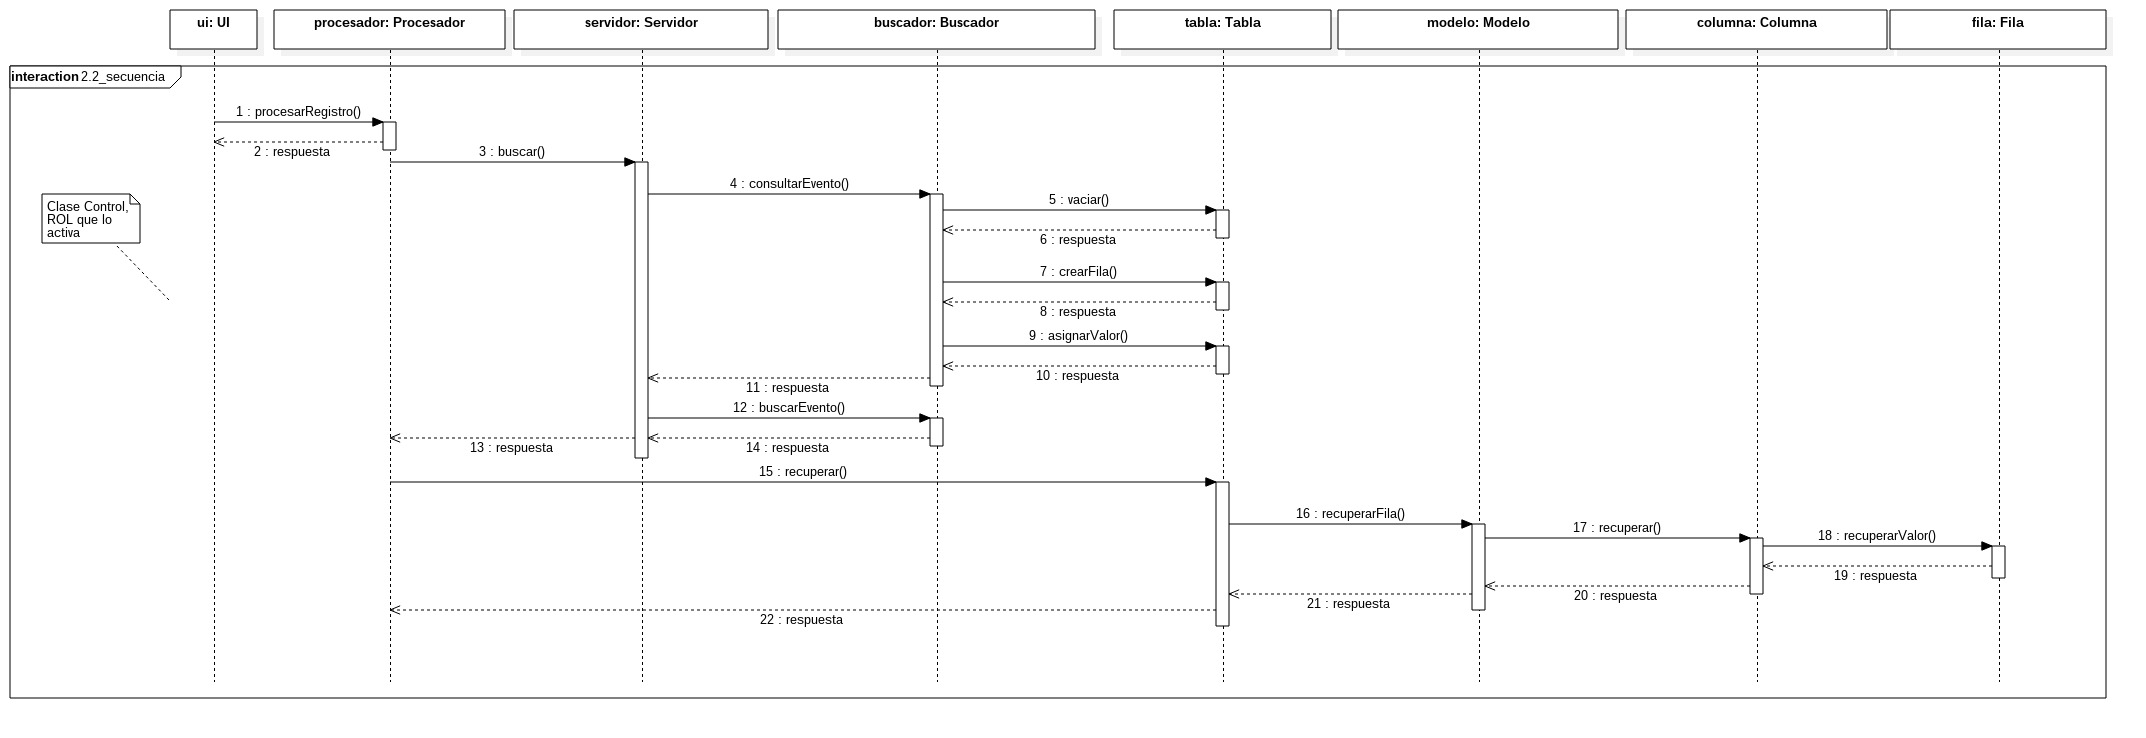 ui: UI
procesador: Procesador
servidor: Servidor
buscador: Buscador
tabla: Tabla
modelo: Modelo
columna: Columna
fila: Fila
interaction 2.2_secuencia
1 : procesarRegistro()
2 : respuesta
3 : buscar()
4 : consultarEvento()
Clase Control,
ROL que lo
activa
5 : vaciar()
6 : respuesta
7 : crearFila()
8 : respuesta
9 : asignarValor()
10 : respuesta
11 : respuesta
12 : buscarEvento()
13 : respuesta
14 : respuesta
15 : recuperar()
16 : recuperarFila()
17 : recuperar()
18 : recuperarValor()
19 : respuesta
20 : respuesta
21 : respuesta
22 : respuesta